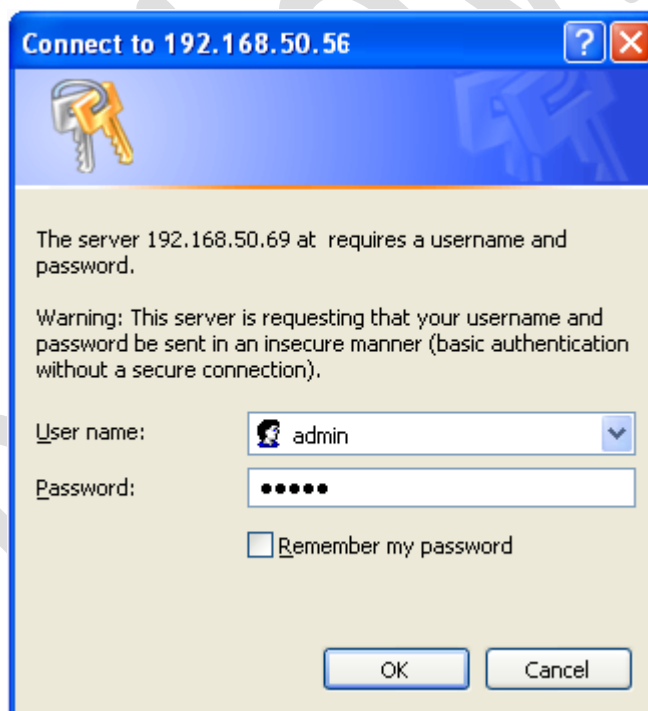 Connect to 192.168.50.56
The server 192.168.50.69 at requires a username and
password.
Warning: This server is requesting that your username and
password be sent in an insecure manner (basic authentication
without a secure connection).
User name:
admin
Password:
•••••
Remember my password
OK
Cancel